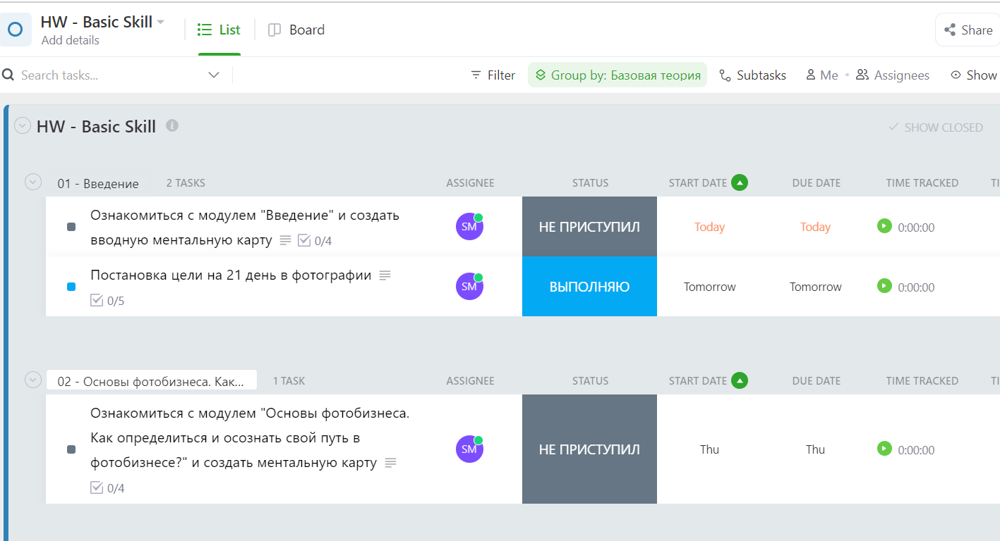 HW - Basic Skill
Add details
List
Board
Share
Search tasks...
Filter
Group by: Базовая теория
Subtasks
Me
Assignees
Show
HW - Basic Skill
SHOW CLOSED
01 - Введение
2 TASKS
ASSIGNEE
STATUS
START DATE
DUE DATE
TIME TRACKED
TI
Ознакомиться с модулем "Введение" и создать
вводную ментальную карту
0/4
SM
НЕ ПРИСТУПИЛ
Today
Today
0:00:00
Постановка цели на 21 день в фотографии
0/5
SM
ВЫПОЛНЯЮ
Tomorrow
Tomorrow
0:00:00
02 - Основы фотобизнеса. Как...
1 TASK
ASSIGNEE
STATUS
START DATE
DUE DATE
TIME TRACKED
TI
Ознакомиться с модулем "Основы фотобизнеса.
Как определиться и осознать свой путь в
фотобизнесе?" и создать ментальную карту
0/4
SM
НЕ ПРИСТУПИЛ
Thu
Thu
0:00:00